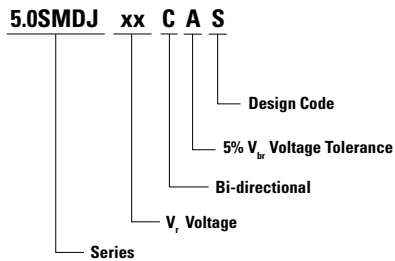 5.0SMDJ xx C A S
Design Code
5% Vbr Voltage Tolerance
Bi-directional
Vr Voltage
Series